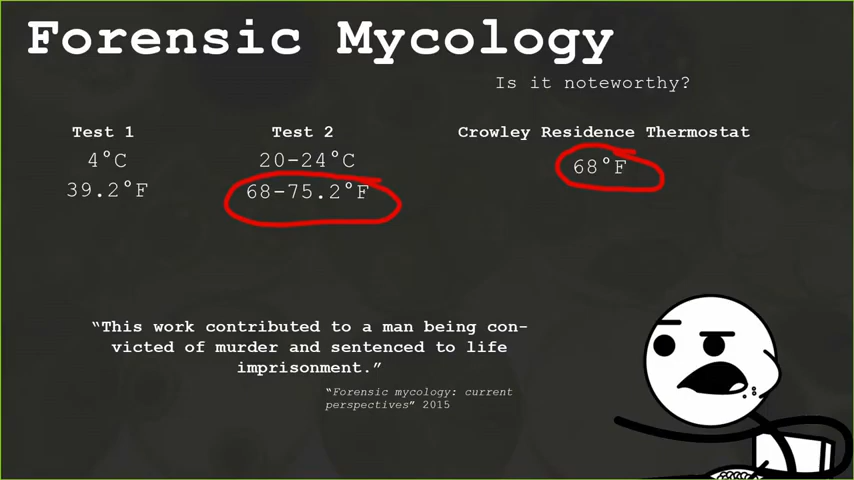 Forensic Mycology
Is it noteworthy?
Test 1
4°C
39.2°F
Test 2
20-24°C
68-75.2°F
Crowley Residence Thermostat
68°F
“This work contributed to a man being con-
victed of murder and sentenced to life
imprisonment.”
“Forensic mycology: current
perspectives” 2015